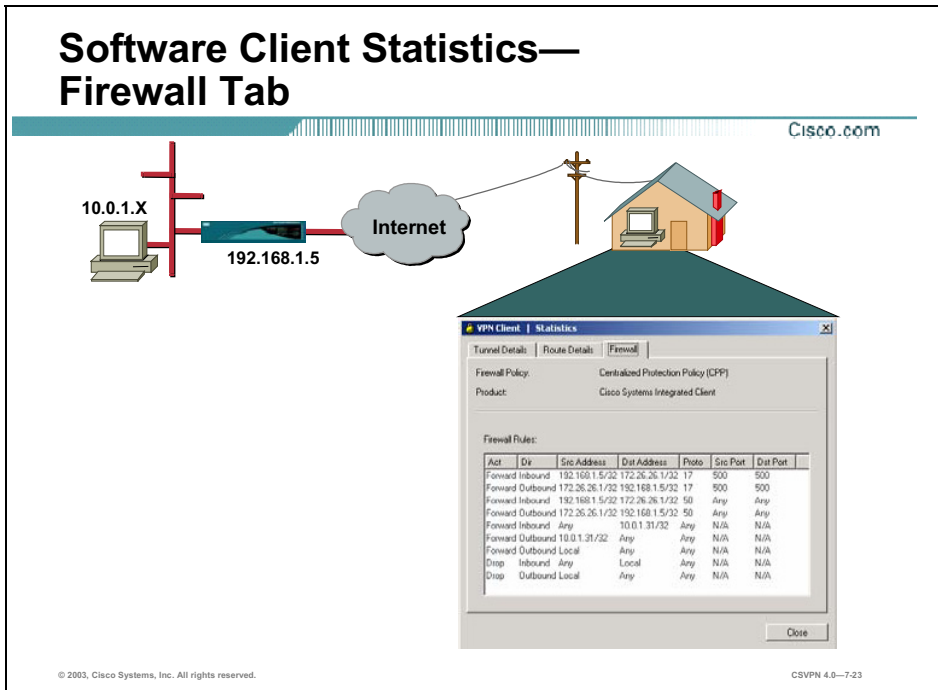 Software Client Statistics—
Firewall Tab
Cisco.com
10.0.1.X
192.168.1.5
Internet
VPN Client | Statistics
Tunnel Details Route Details Firewall
Firewall Policy: Centralized Protection Policy (CPP)
Product: Cisco Systems Integrated Client
Firewall Rules:
Act Dir Src Address Dst Address Proto Src Port Dst Port
Forward Inbound 192.168.1.5/32 172.26.26.1/32 17 500 500
Forward Outbound 172.26.26.1/32 192.168.1.5/32 17 500 500
Forward Inbound 192.168.1.5/32 172.26.26.1/32 50 Any Any
Forward Outbound 172.26.26.1/32 192.168.1.5/32 50 Any Any
Forward Inbound Any 10.0.1.31/32 Any N/A N/A
Forward Outbound 10.0.1.31/32 Any Any N/A N/A
Forward Outbound Local Any Any N/A N/A
Drop Inbound Any Local Any N/A N/A
Drop Outbound Local Any Any N/A N/A
Close
© 2003, Cisco Systems, Inc. All rights reserved.
CSVPN 4.0—7-23